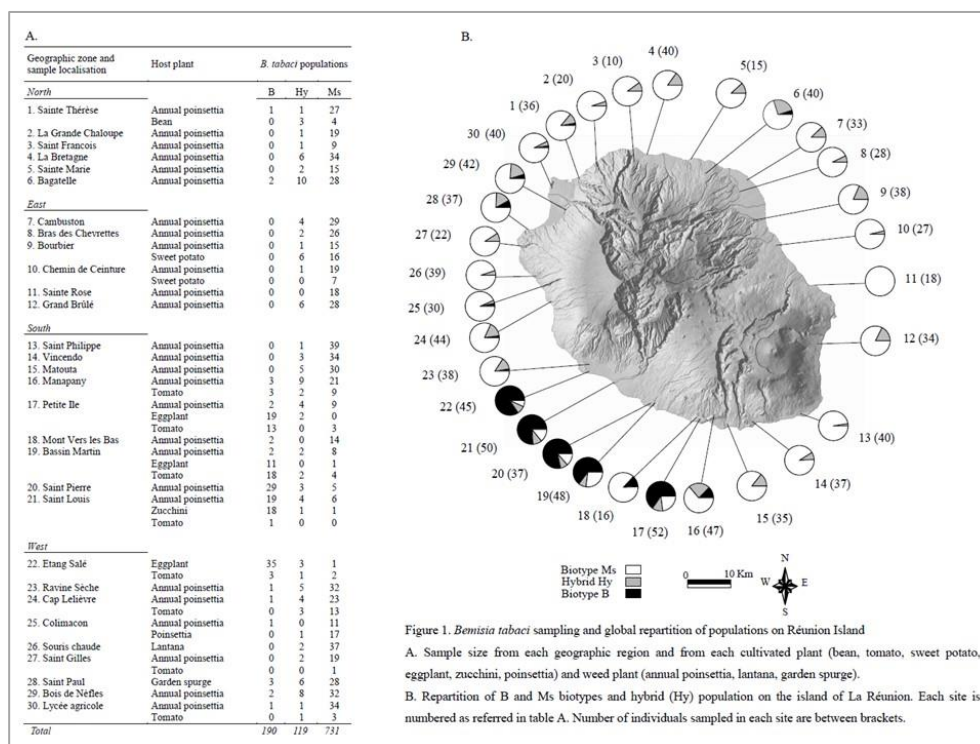 A.
Geographic zone and sample localisation Host plant B. tabaci populations
B Hy Ms
North
1. Sainte Thérèse Annual poinsettia 1 1 27
Bean 0 3 4
2. La Grande Chaloupe Annual poinsettia 0 1 19
3. Saint Francois Annual poinsettia 0 1 9
4. La Bretagne Annual poinsettia 0 6 34
5. Sainte Marie Annual poinsettia 0 2 15
6. Bagatelle Annual poinsettia 2 10 28
East
7. Cambuston Annual poinsettia 0 4 29
8. Bras des Chevrettes Annual poinsettia 0 2 26
9. Bourbier Annual poinsettia 0 1 15
Sweet potato 0 6 16
10. Chemin de Ceinture Annual poinsettia 0 1 19
Sweet potato 0 0 7
11. Sainte Rose Annual poinsettia 0 0 18
12. Grand Brûlé Annual poinsettia 0 6 28
South
13. Saint Philippe Annual poinsettia 0 1 39
14. Vincendo Annual poinsettia 0 3 34
15. Matouta Annual poinsettia 0 5 30
16. Manapany Annual poinsettia 3 9 21
Tomato 3 2 9
17. Petite Ile Annual poinsettia 2 4 9
Eggplant 19 2 0
Tomato 13 0 3
18. Mont Vers les Bas Annual poinsettia 2 0 14
19. Bassin Martin Annual poinsettia 2 2 8
Eggplant 11 0 1
Tomato 18 2 4
20. Saint Pierre Annual poinsettia 29 3 5
21. Saint Louis Annual poinsettia 19 4 6
Zucchini 18 1 1
Tomato 1 0 0
West
22. Etang Salé Eggplant 35 3 1
Tomato 3 1 2
23. Ravine Sèche Annual poinsettia 1 5 32
24. Cap Lelièvre Annual poinsettia 1 4 23
Tomato 0 3 13
25. Colimacon Annual poinsettia 1 0 11
Poinsettia 0 1 17
26. Souris chaude Lantana 0 2 37
27. Saint Gilles Annual poinsettia 0 2 19
Tomato 0 0 1
28. Saint Paul Garden spurge 3 6 28
29. Bois de Nèfles Annual poinsettia 2 8 32
30. Lycée agricole Annual poinsettia 1 1 34
Tomato 0 1 3
Total 190 119 731
B.
4 (40)
3 (10)
5(15)
2 (20)
6 (40)
1 (36)
7 (33)
30 (40)
8 (28)
29 (42)
9 (38)
28 (37)
10 (27)
27 (22)
26 (39)
11 (18)
25 (30)
24 (44)
12 (34)
23 (38)
22 (45)
13 (40)
21 (50)
14 (37)
20 (37)
19(48)
18 (16)
17 (52)
16 (47)
15 (35)
Biotype Ms
Hybrid Hy
Biotype B
0 10 Km
N
W E
S
Figure 1. Bemisia tabaci sampling and global repartition of populations on Réunion Island
A. Sample size from each geographic region and from each cultivated plant (bean, tomato, sweet potato,
eggplant, zucchini, poinsettia) and weed plant (annual poinsettia, lantana, garden spurge).
B. Repartition of B and Ms biotypes and hybrid (Hy) population on the island of La Réunion. Each site is
numbered as referred in table A. Number of individuals sampled in each site are between brackets.